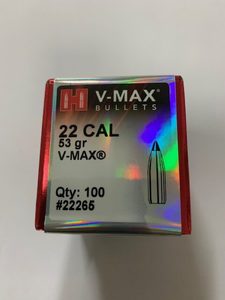 H V-MAX®
BULLETS
22 CAL
53 gr
V-MAX®
Qty: 100
#22265